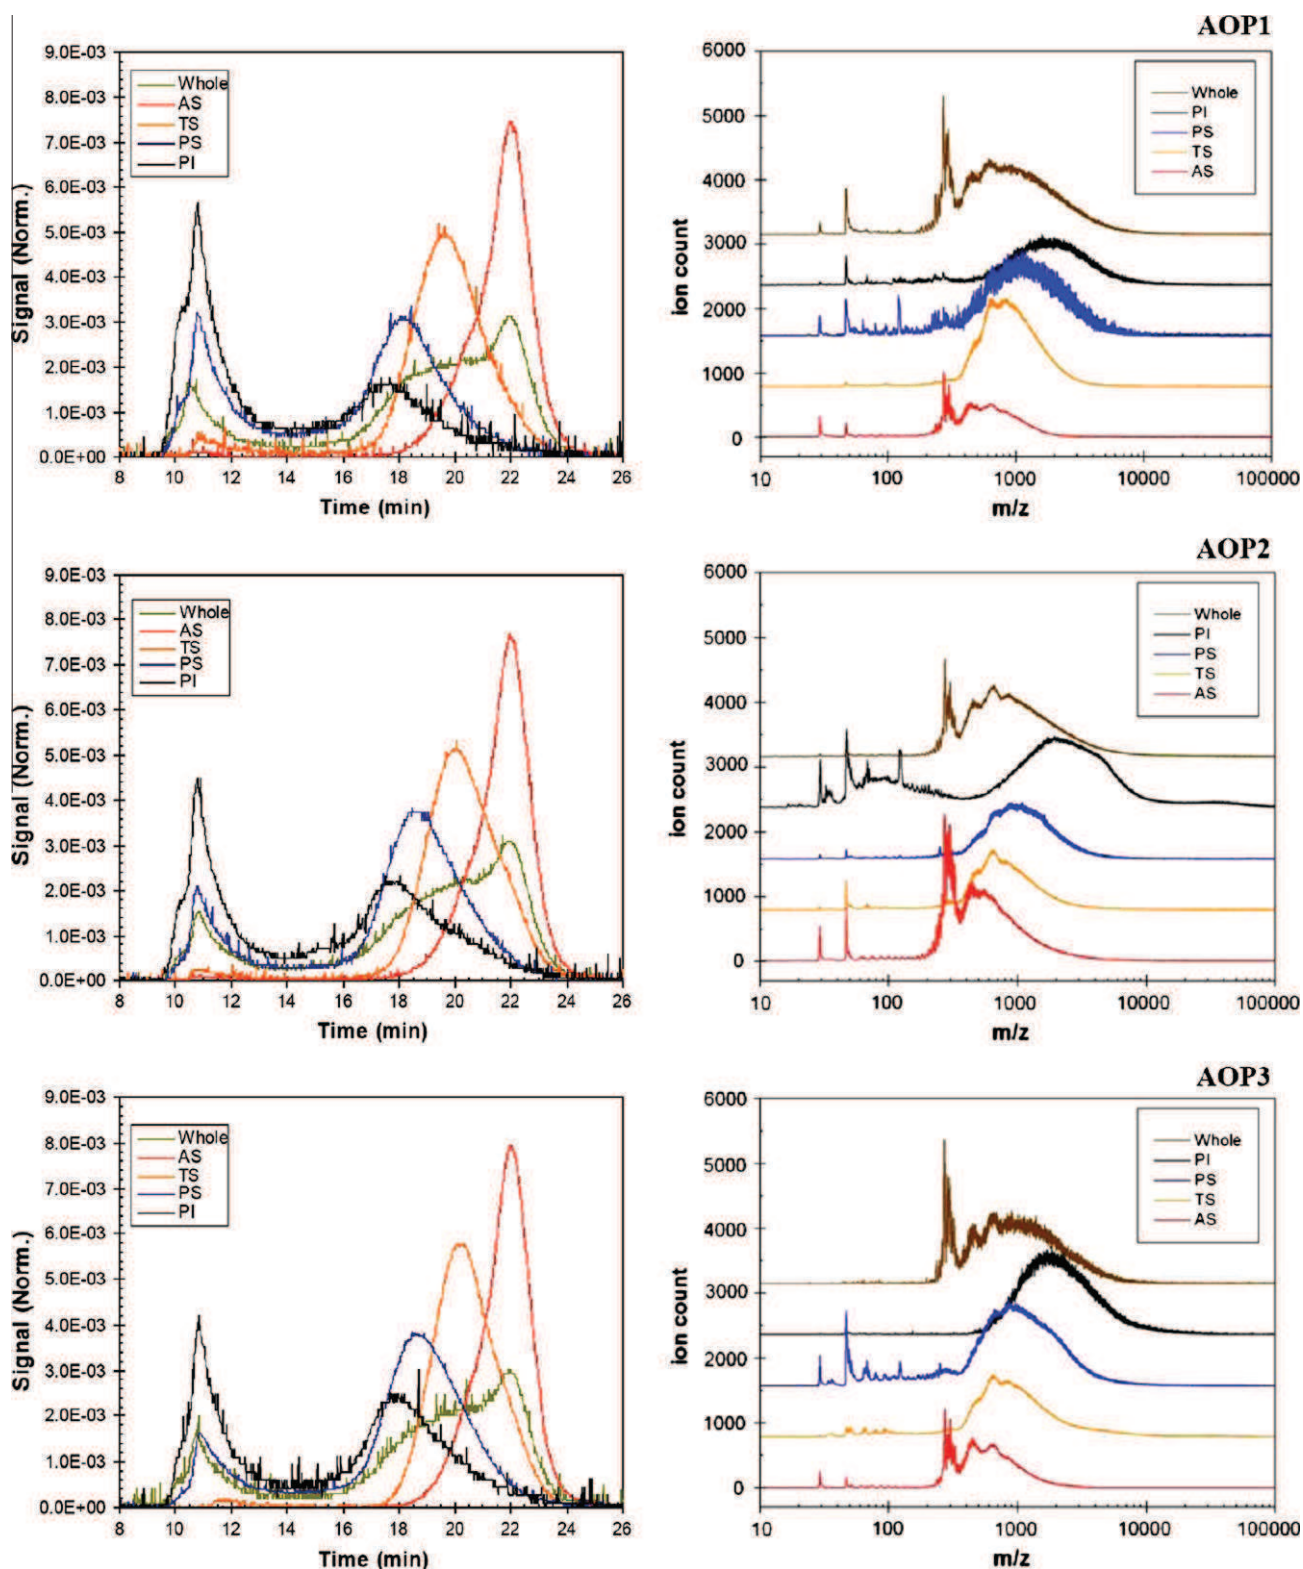 AOP1
9.0E-03
8.0E-03
7.0E-03
6.0E-03
5.0E-03
4.0E-03
3.0E-03
2.0E-03
1.0E-03
0.0E+00
Signal (Norm.)
Whole
AS
TS
PS
PI
8 10 12 14 16 18 20 22 24 26
Time (min)
6000
5000
4000
3000
2000
1000
0
ion count
Whole
PI
PS
TS
AS
10 100 1000 10000 100000
m/z
AOP2
9.0E-03
8.0E-03
7.0E-03
6.0E-03
5.0E-03
4.0E-03
3.0E-03
2.0E-03
1.0E-03
0.0E+00
Signal (Norm.)
Whole
AS
TS
PS
PI
8 10 12 14 16 18 20 22 24 26
Time (min)
6000
5000
4000
3000
2000
1000
0
ion count
Whole
PI
PS
TS
AS
10 100 1000 10000 100000
m/z
AOP3
9.0E-03
8.0E-03
7.0E-03
6.0E-03
5.0E-03
4.0E-03
3.0E-03
2.0E-03
1.0E-03
0.0E+00
Signal (Norm.)
Whole
AS
TS
PS
PI
8 10 12 14 16 18 20 22 24 26
Time (min)
6000
5000
4000
3000
2000
1000
0
ion count
Whole
PI
PS
TS
AS
10 100 1000 10000 100000
m/z